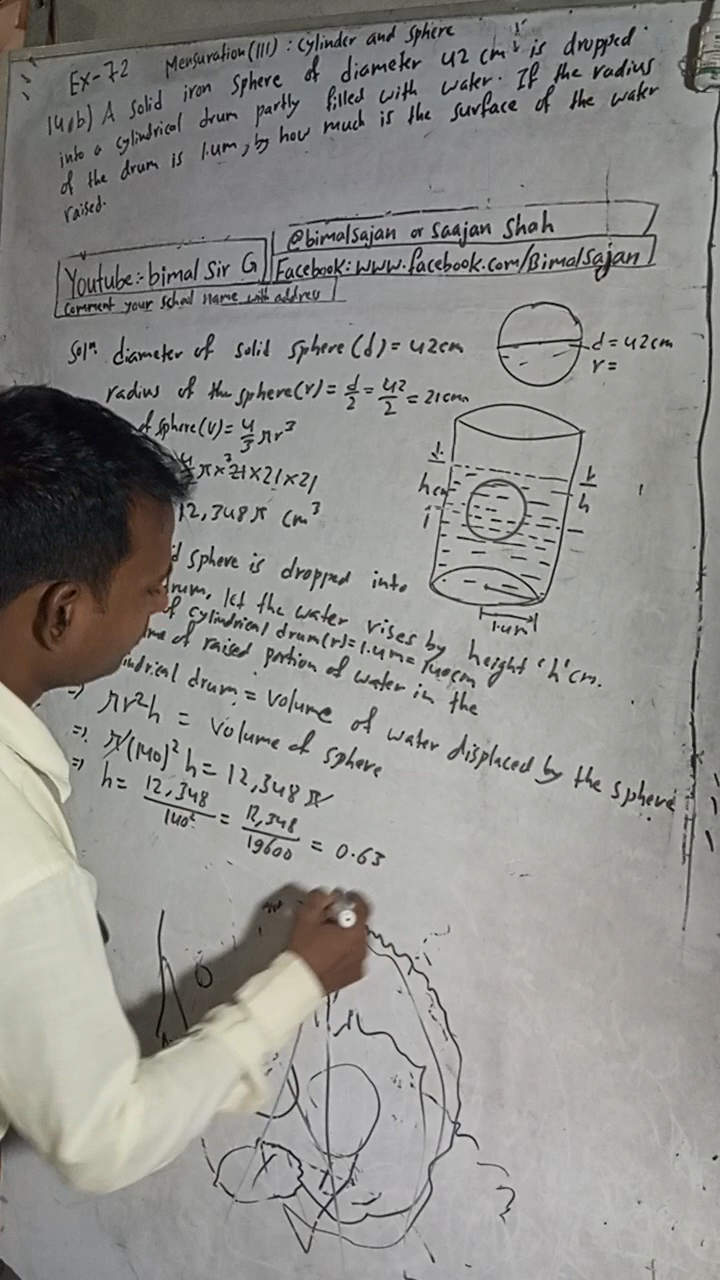 Ex-72 Mensuration(III) : Cylinder and sphere
14.b) A solid iron sphere of diameter 42 cm is dropped
into a cylindrical drum partly filled with water. If the radius
of the drum is 1.4m, by how much is the surface of the water
raised.
@bimalsajan or Saajan Shah
Youtube:- bimal Sir G
Facebook: www.facebook.com/Bimalsajan
Comment your school name with address
Solⁿ. diameter of solid sphere (d) = 42cm
d = 42cm
r =
radius of the sphere(r) = d/2 = 42/2 = 21cm
of sphere(v) = 4/3 πr³
π×21×21×21
12,348π cm³
h cm
h
1.4m
sphere is dropped into
drum, let the water rises by height 'h' cm.
of cylindrical drum(r) = 1.4m = 140cm
of raised portion of water in the
drum = volume of water displaced by the sphere
⇒ πr²h = volume of sphere
⇒ π(140)² h = 12,348 π
⇒ h = 12,348/140² = 12,348/19600 = 0.63